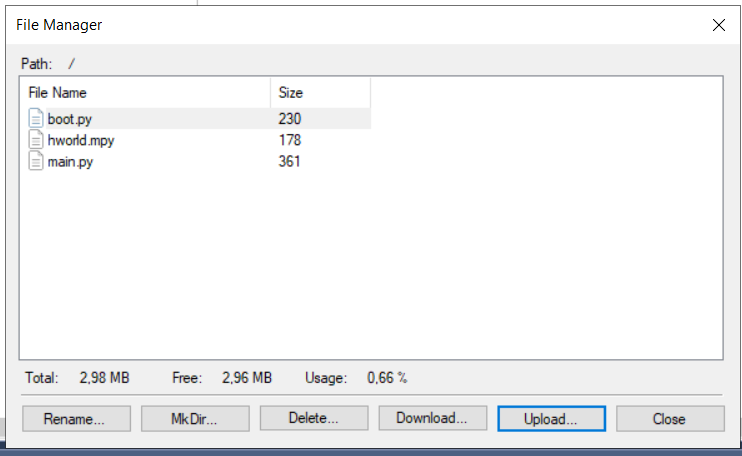 File Manager
Path: /
File Name Size
boot.py 230
hworld.mpy 178
main.py 361
Total: 2,98 MB Free: 2,96 MB Usage: 0,66 %
Rename... MkDir... Delete... Download... Upload... Close